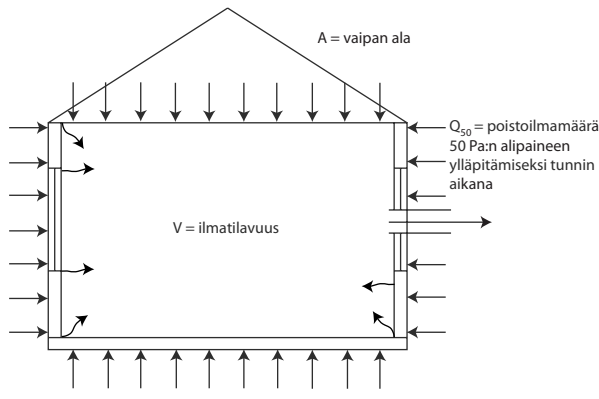 A = vaipan ala
Q50 = poistoilmamäärä
50 Pa:n alipaineen
ylläpitämiseksi tunnin
aikana
V = ilmatilavuus